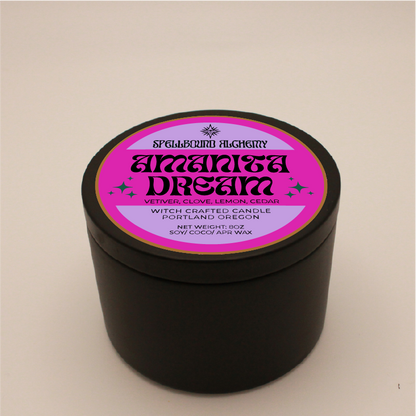 SPELLBOUND ALCHEMY
AMANITA
DREAM
VETIVER, CLOVE, LEMON, CEDAR
WITCH CRAFTED CANDLE
PORTLAND OREGON
NET WEIGHT: 8OZ
SOY/ COCO/ APR WAX